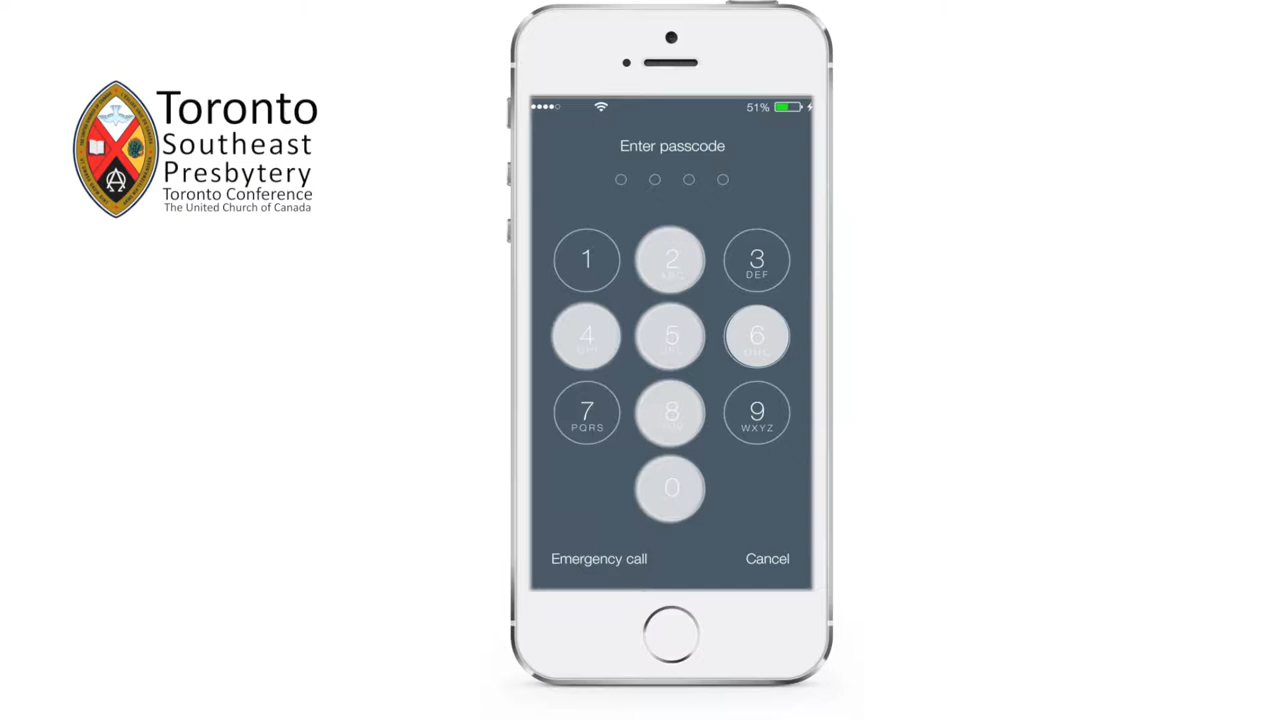 Toronto
Southeast
Presbytery
Toronto Conference
The United Church of Canada
51%
Enter passcode
1 2 3
DEF
4 5 6
7 8 9
PQRS WXYZ
0
Emergency call Cancel